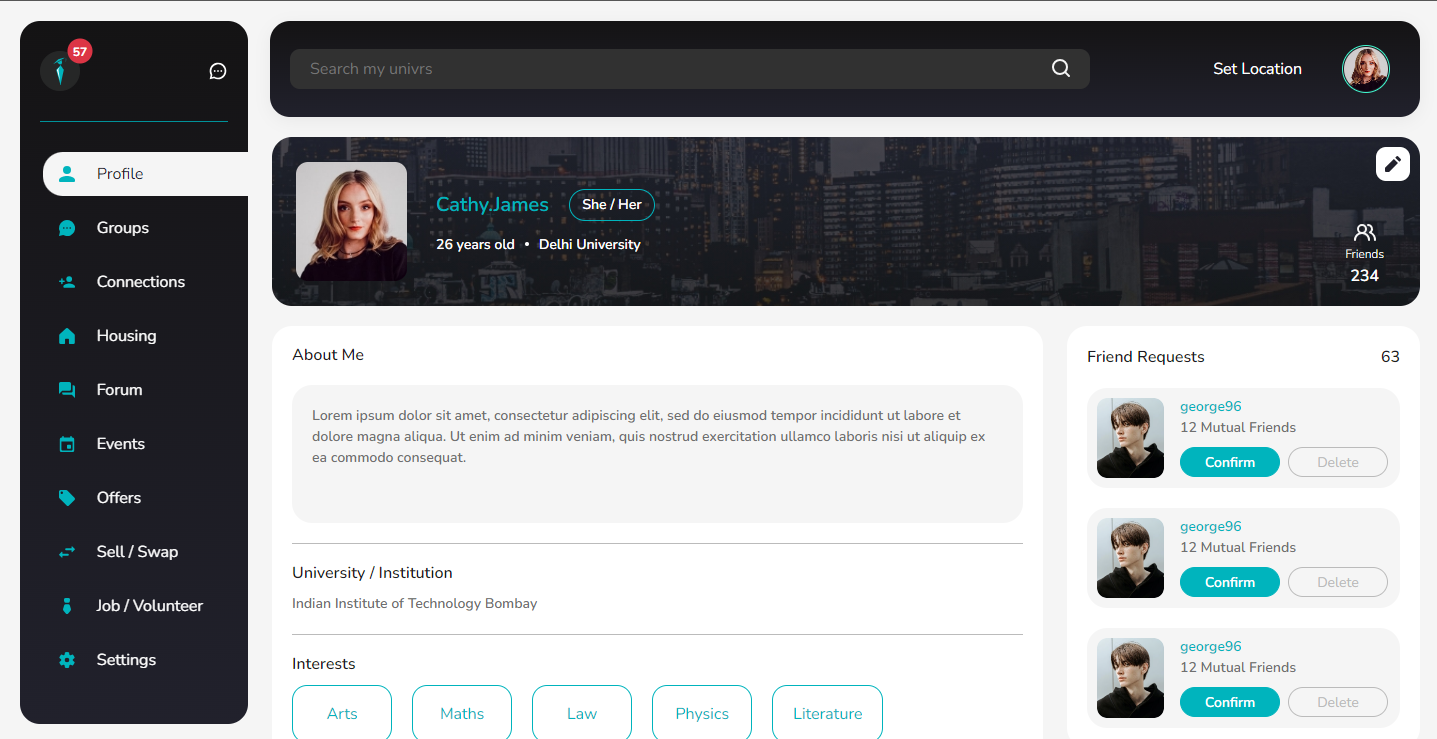 57
Search my univrs
Set Location
Profile
Groups
Connections
Housing
Forum
Events
Offers
Sell / Swap
Job / Volunteer
Settings
Cathy.James
She / Her
26 years old • Delhi University
Friends
234
About Me
Lorem ipsum dolor sit amet, consectetur adipiscing elit, sed do eiusmod tempor incididunt ut labore et
dolore magna aliqua. Ut enim ad minim veniam, quis nostrud exercitation ullamco laboris nisi ut aliquip ex
ea commodo consequat.
University / Institution
Indian Institute of Technology Bombay
Interests
Arts
Maths
Law
Physics
Literature
Friend Requests
63
george96
12 Mutual Friends
Confirm
Delete
george96
12 Mutual Friends
Confirm
Delete
george96
12 Mutual Friends
Confirm
Delete